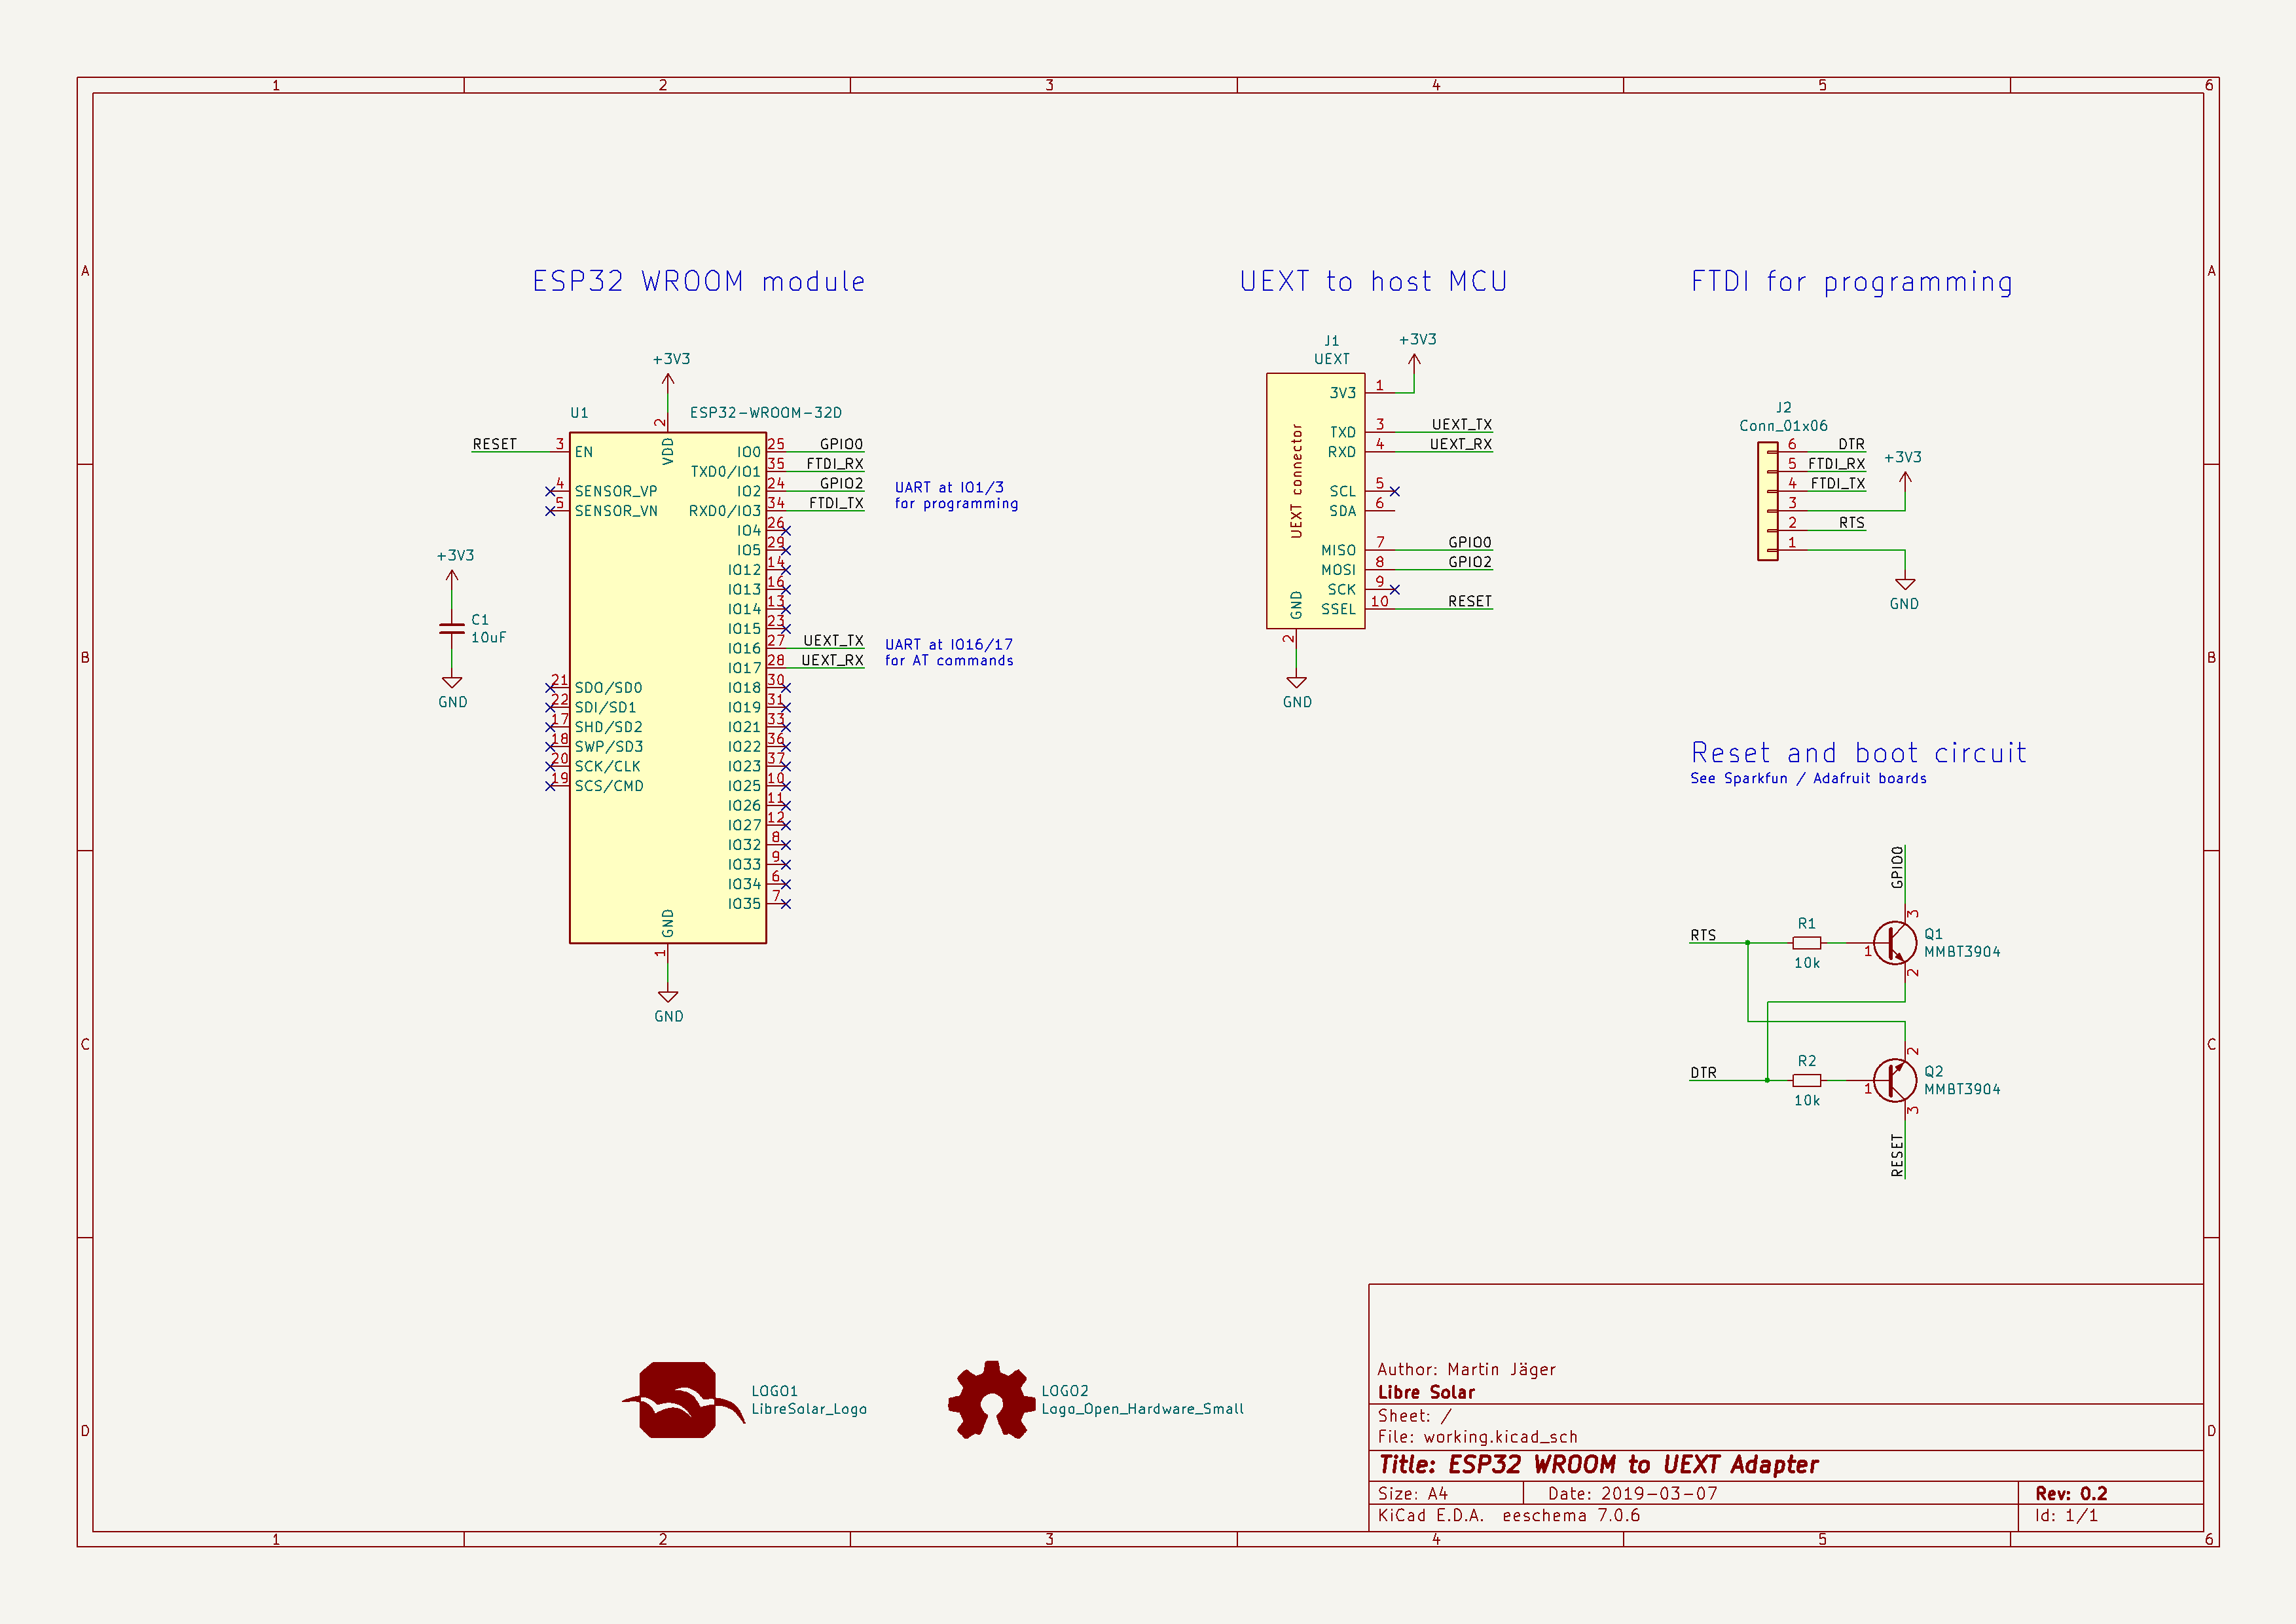 1 2 3 4 5 6
A A
B B
C C
D D
ESP32 WROOM module
+3V3
U1
ESP32-WROOM-32D
2
VDD
RESET
3 EN
4 SENSOR_VP
5 SENSOR_VN
21 SDO/SD0
22 SDI/SD1
17 SHD/SD2
18 SWP/SD3
20 SCK/CLK
19 SCS/CMD
IO0 25 GPIO0
TXD0/IO1 35 FTDI_RX
IO2 24 GPIO2
RXD0/IO3 34 FTDI_TX
IO4 26
IO5 29
IO12 14
IO13 16
IO14 13
IO15 23
IO16 27 UEXT_TX
IO17 28 UEXT_RX
IO18 30
IO19 31
IO21 33
IO22 36
IO23 37
IO25 10
IO26 11
IO27 12
IO32 8
IO33 9
IO34 6
IO35 7
GND
1
GND
UART at IO1/3
for programming
UART at IO16/17
for AT commands
+3V3
C1
10uF
GND
UEXT to host MCU
J1
UEXT
+3V3
UEXT connector
3V3 1
TXD 3 UEXT_TX
RXD 4 UEXT_RX
SCL 5
SDA 6
MISO 7 GPIO0
MOSI 8 GPIO2
SCK 9
SSEL 10 RESET
GND
2
GND
FTDI for programming
J2
Conn_01x06
6 DTR
5 FTDI_RX
4 FTDI_TX
3
2 RTS
1
+3V3
GND
Reset and boot circuit
See Sparkfun / Adafruit boards
GPIO0
3
RTS
R1
10k
1
Q1
MMBT3904
2
2
DTR
R2
10k
1
Q2
MMBT3904
3
RESET
LOGO1
LibreSolar_Logo
LOGO2
Logo_Open_Hardware_Small
Author: Martin Jäger
Libre Solar
Sheet: /
File: working.kicad_sch
Title: ESP32 WROOM to UEXT Adapter
Size: A4 Date: 2019-03-07 Rev: 0.2
KiCad E.D.A. eeschema 7.0.6 Id: 1/1
1 2 3 4 5 6